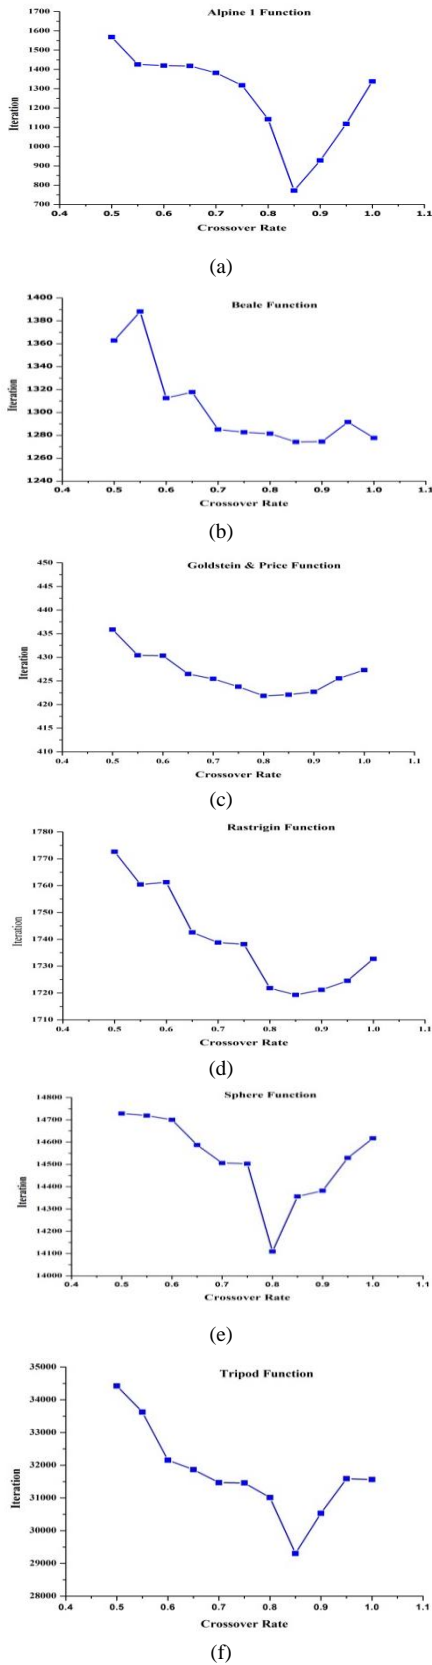 Alpine 1 Function
1700
1600
1500
1400
1300
1200
1100
1000
900
800
700
Iteration
0.4 0.5 0.6 0.7 0.8 0.9 1.0 1.1
Crossover Rate
(a)
Beale Function
1400
1380
1360
1340
1320
1300
1280
1260
1240
Iteration
0.4 0.5 0.6 0.7 0.8 0.9 1.0 1.1
Crossover Rate
(b)
Goldstein & Price Function
450
445
440
435
430
425
420
415
410
Iteration
0.4 0.5 0.6 0.7 0.8 0.9 1.0 1.1
Crossover Rate
(c)
Rastrigin Function
1780
1770
1760
1750
1740
1730
1720
1710
Iteration
0.4 0.5 0.6 0.7 0.8 0.9 1.0 1.1
Crossover Rate
(d)
Sphere Function
14800
14700
14600
14500
14400
14300
14200
14100
14000
Iteration
0.4 0.5 0.6 0.7 0.8 0.9 1.0 1.1
Crossover Rate
(e)
Tripod Function
35000
34000
33000
32000
31000
30000
29000
28000
Iteration
0.4 0.5 0.6 0.7 0.8 0.9 1.0 1.1
Crossover Rate
(f)